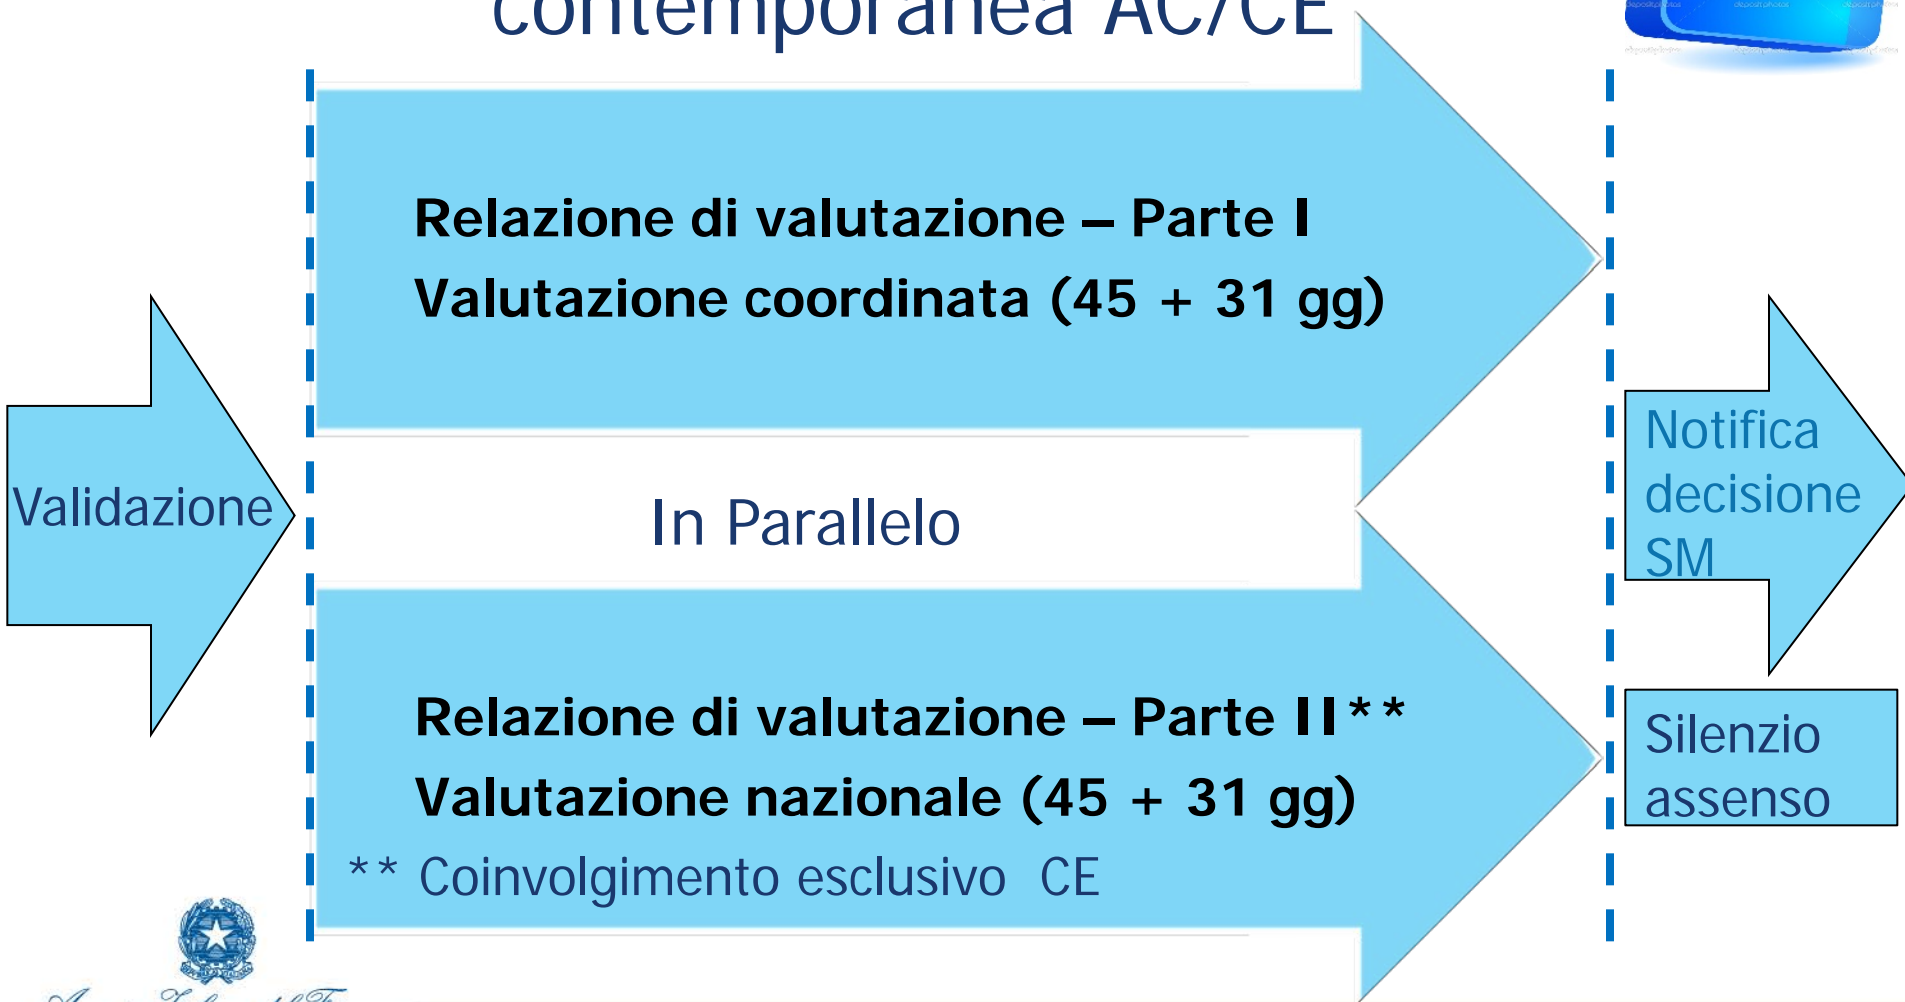 contemporanea AC/CE
Relazione di valutazione – Parte I
Valutazione coordinata (45 + 31 gg)
Validazione
In Parallelo
Notifica
decisione
SM
Relazione di valutazione – Parte II**
Valutazione nazionale (45 + 31 gg)
** Coinvolgimento esclusivo CE
Silenzio
assenso